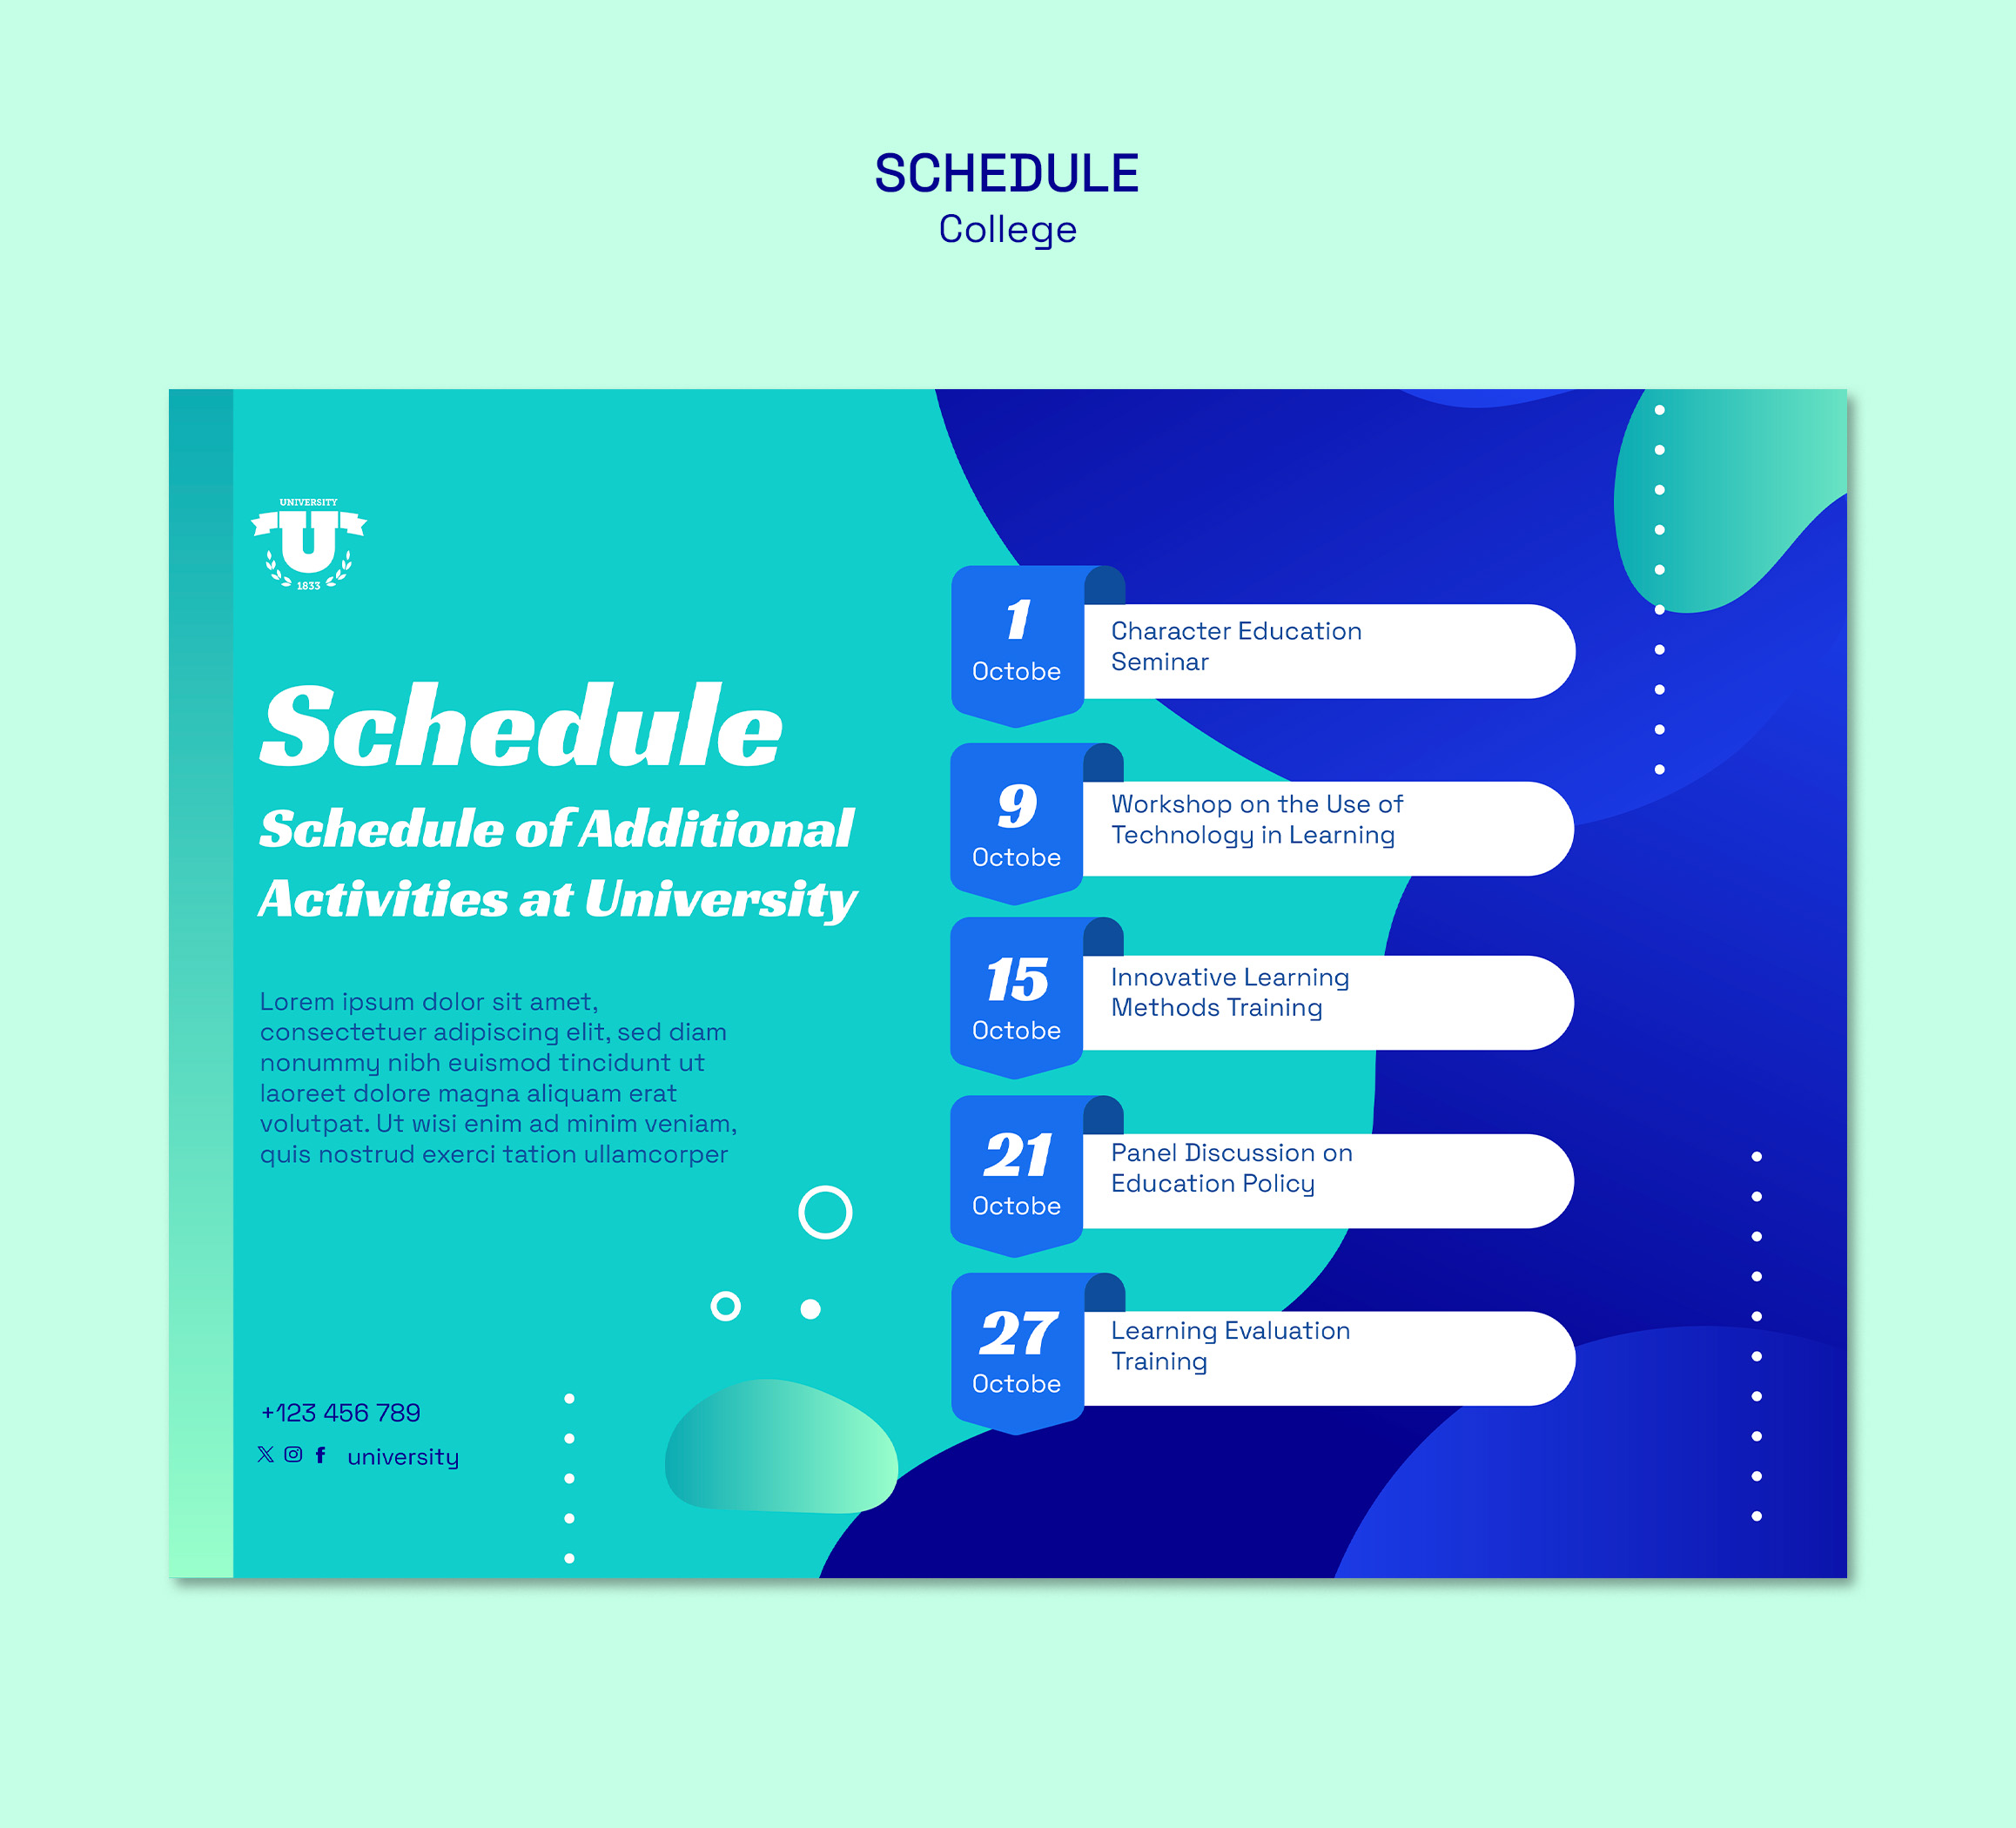 SCHEDULE
College
UNIVERSITY
U
1833
Schedule
Schedule of Additional
Activities at University
Lorem ipsum dolor sit amet,
consectetuer adipiscing elit, sed diam
nonummy nibh euismod tincidunt ut
laoreet dolore magna aliquam erat
volutpat. Ut wisi enim ad minim veniam,
quis nostrud exerci tation ullamcorper
+123 456 789
university
1
Octobe
Character Education
Seminar
9
Octobe
Workshop on the Use of
Technology in Learning
15
Octobe
Innovative Learning
Methods Training
21
Octobe
Panel Discussion on
Education Policy
27
Octobe
Learning Evaluation
Training